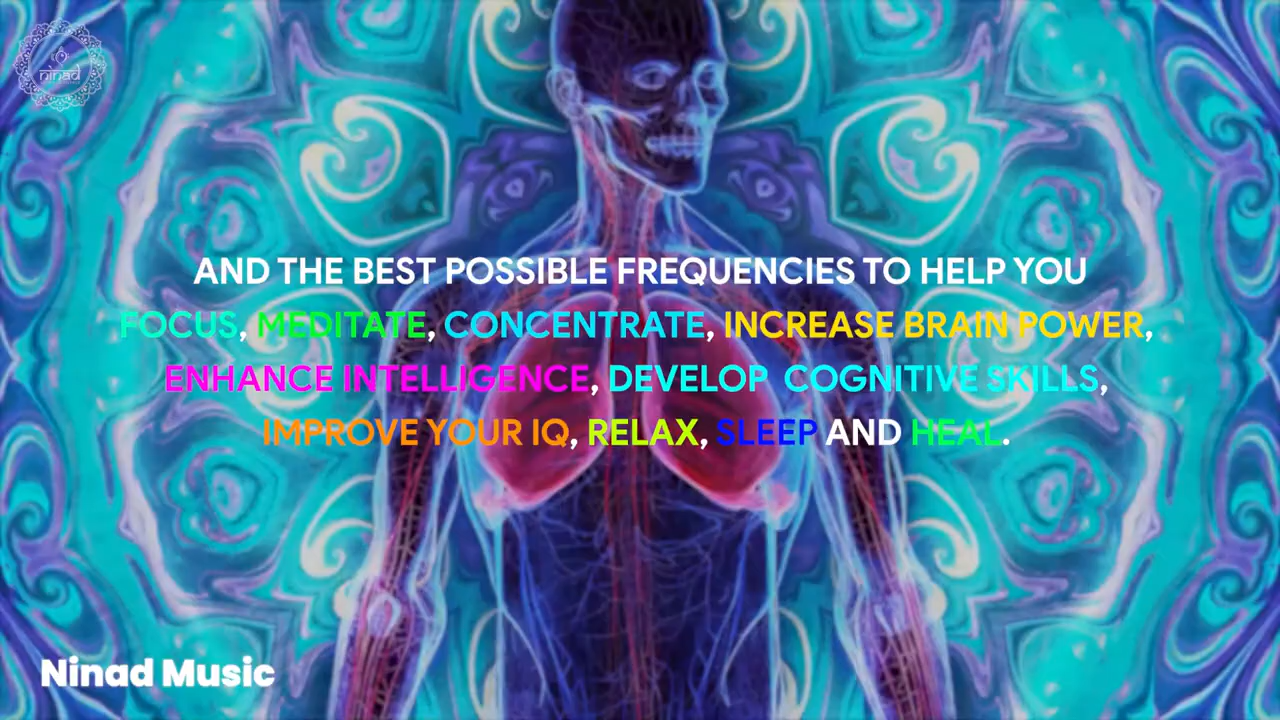 ninad
AND THE BEST POSSIBLE FREQUENCIES TO HELP YOU
FOCUS, MEDITATE, CONCENTRATE, INCREASE BRAIN POWER,
ENHANCE INTELLIGENCE, DEVELOP COGNITIVE SKILLS,
IMPROVE YOUR IQ, RELAX, SLEEP AND HEAL.
Ninad Music